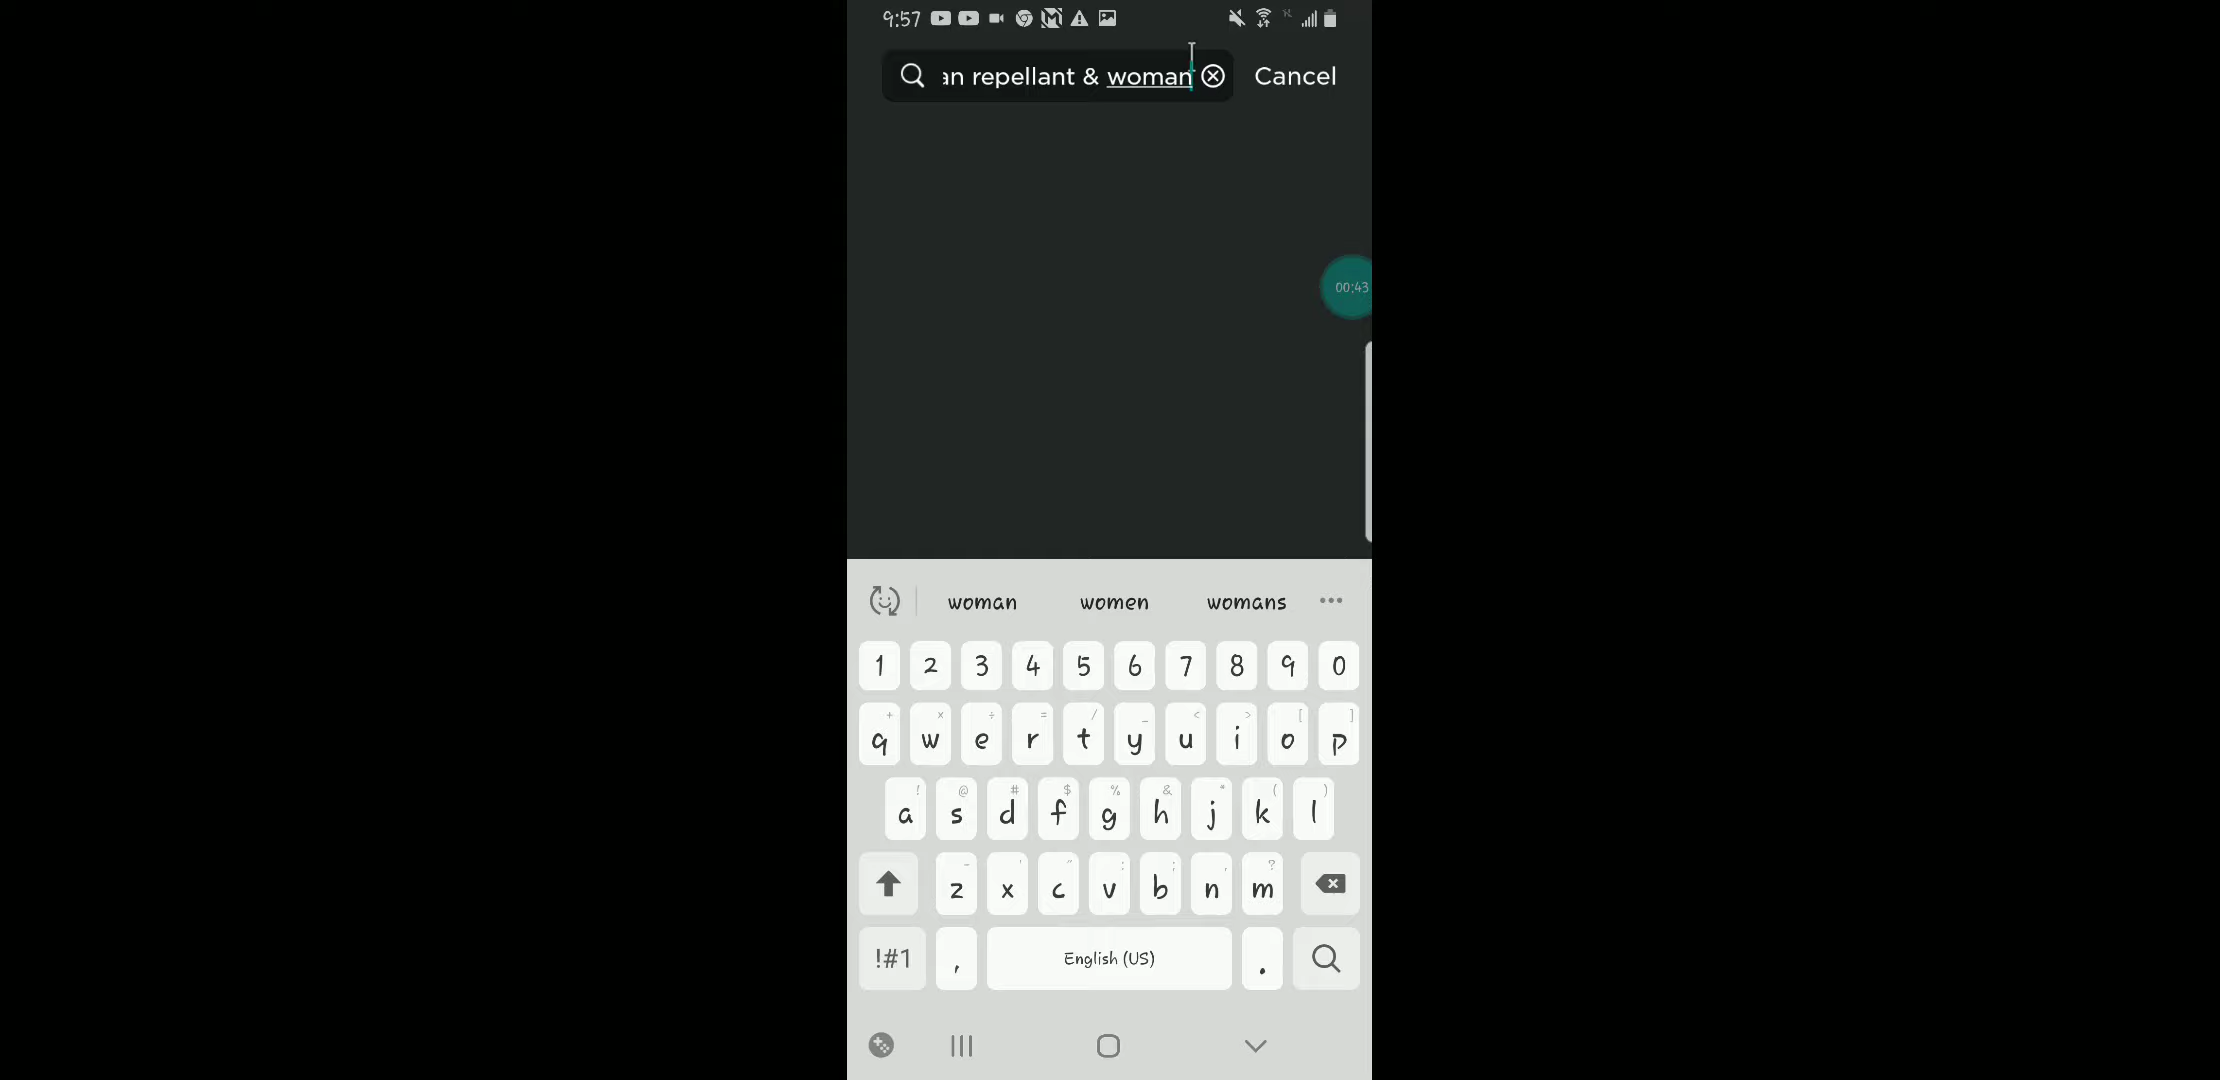 9:57
an repellant & woman Cancel
00:43
woman women womans
1 2 3 4 5 6 7 8 9 0
+ × ÷ = / _ < > [ ]
q w e r t y u i o p
! @ # $ % & * ( )
a s d f g h j k l
- ' " : ; , ?
z x c v b n m
!#1 , English (US) .